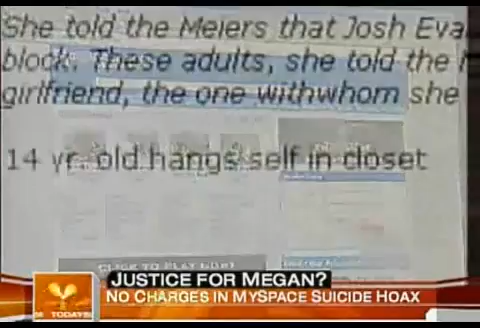 She told the Meiers that Josh Eva
block. These adults, she told the
girlfriend, the one withwhom she
14 yr old hangs self in closet
CLICK TO PLAY NOW!
JUSTICE FOR MEGAN?
NO CHARGES IN MYSPACE SUICIDE HOAX
TODAY